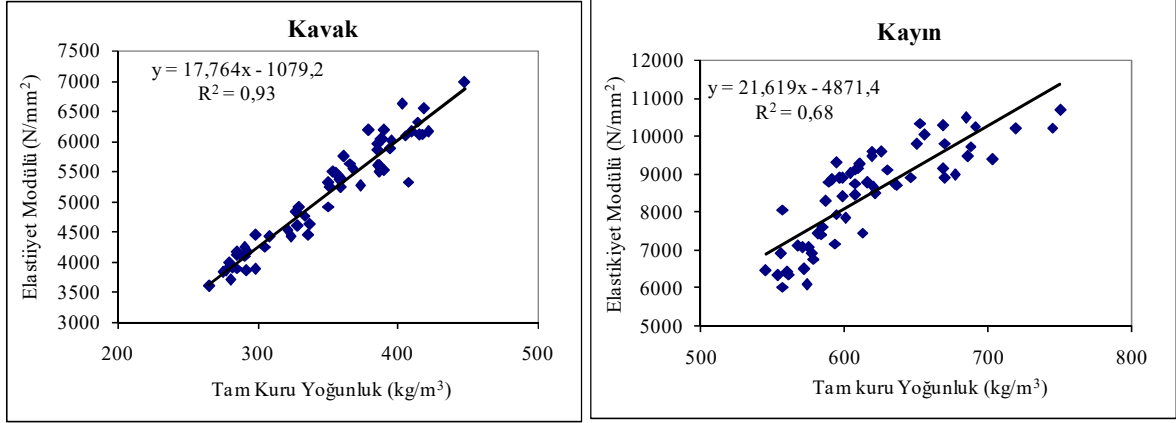 Kavak
y = 17,764x - 1079,2
R² = 0,93
7500
7000
6500
6000
5500
5000
4500
4000
3500
3000
200
300
400
500
Elastiiyet Modülü (N/mm²)
Tam Kuru Yoğunluk (kg/m³)
Kayın
y = 21,619x - 4871,4
R² = 0,68
12000
11000
10000
9000
8000
7000
6000
5000
500
600
700
800
Elastikiyet Modülü (N/mm²)
Tam kuru Yoğunluk (kg/m³)